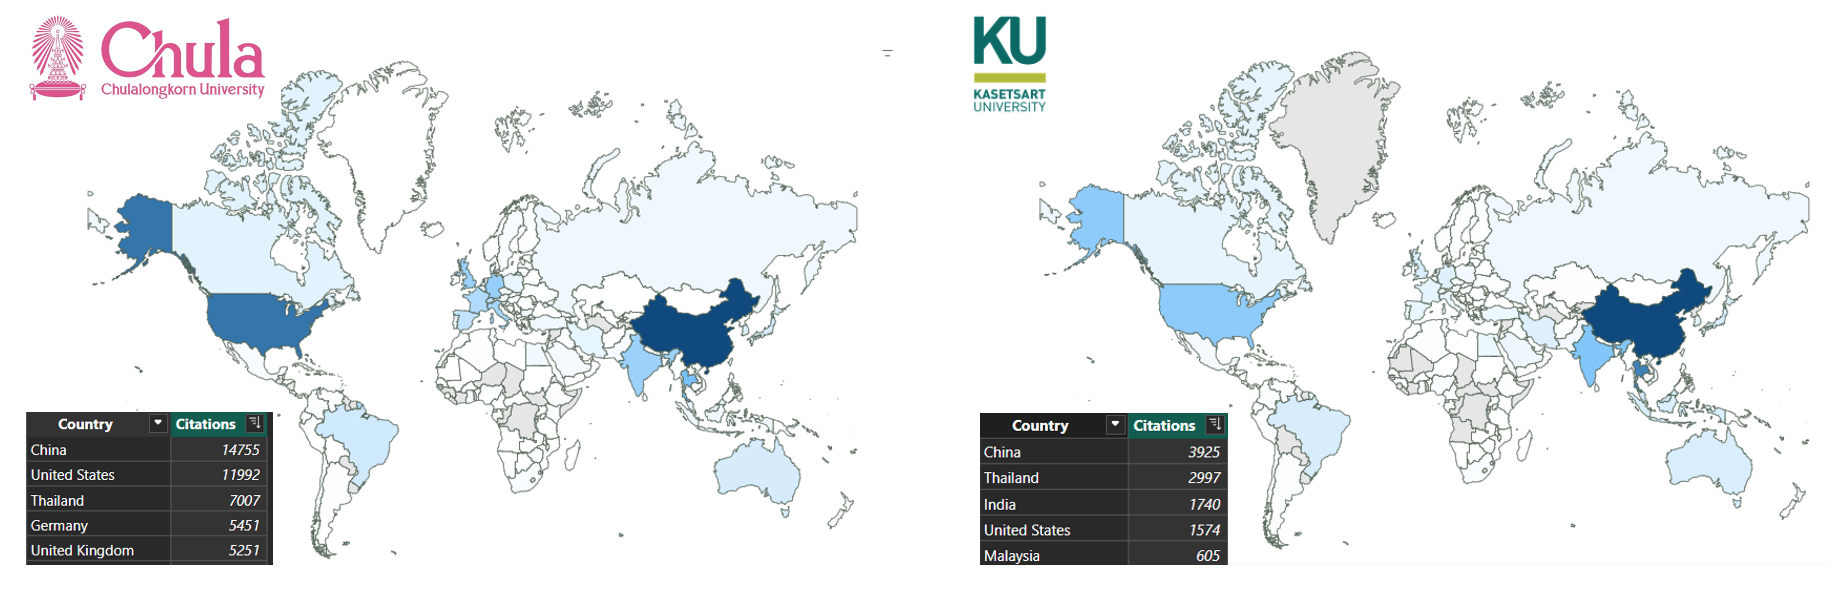 Chula
Chulalongkorn University
Country Citations
China 14755
United States 11992
Thailand 7007
Germany 5451
United Kingdom 5251
KU
KASETSART
UNIVERSITY
Country Citations
China 3925
Thailand 2997
India 1740
United States 1574
Malaysia 605